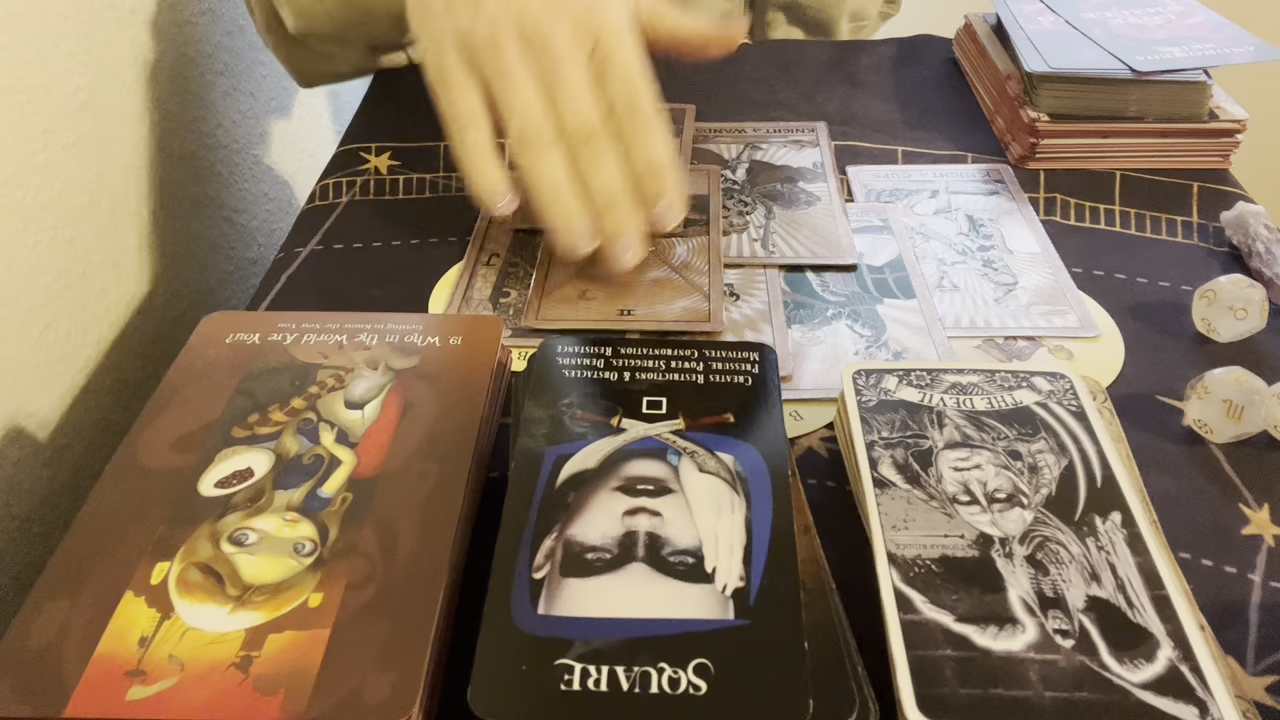 KNIGHT of WANDS
KNIGHT of CUPS
II
19. Who in the World Are You?
Getting to Know the New You
SQUARE
□
Creates Restrictions & Obstacles.
Pressure. Power Struggles. Demands.
Motivates. Confrontation. Resistance
THE DEVIL